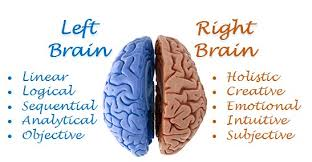 Left
Brain
• Linear
• Logical
• Sequential
• Analytical
• Objective
Right
Brain
• Holistic
• Creative
• Emotional
• Intuitive
• Subjective